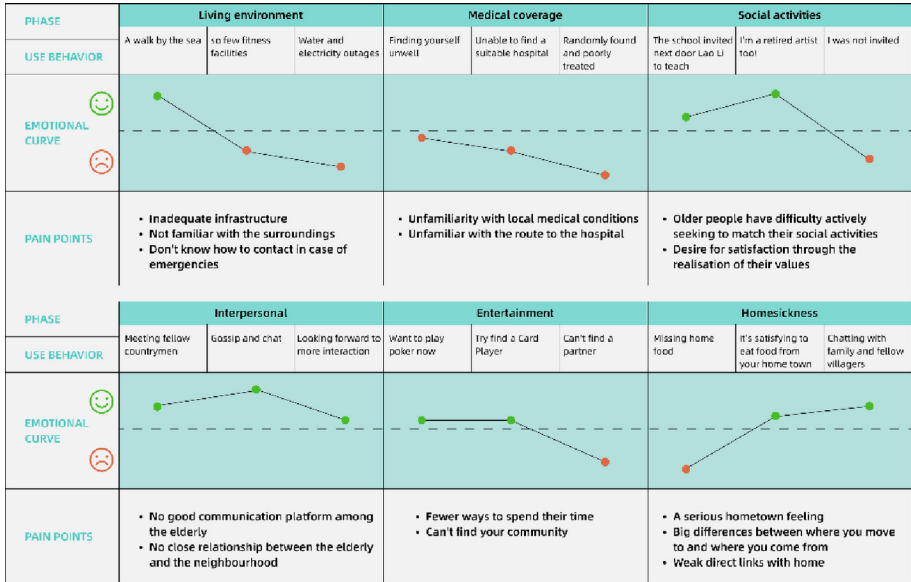 PHASE
Living environment
Medical coverage
Social activities
USE BEHAVIOR
A walk by the sea
so few fitness
facilities
Water and
electricity outages
Finding yourself
unwell
Unable to find a
suitable hospital
Randomly found
and poorly
treated
The school invited
next door Lao Li
to teach
I'm a retired artist
too!
I was not invited
EMOTIONAL
CURVE
PAIN POINTS
• Inadequate infrastructure
• Not familiar with the surroundings
• Don't know how to contact in case of
emergencies
• Unfamiliarity with local medical conditions
• Unfamiliar with the route to the hospital
• Older people have difficulty actively
seeking to match their social activities
• Desire for satisfaction through the
realisation of their values
PHASE
Interpersonal
Entertainment
Homesickness
USE BEHAVIOR
Meeting fellow
countrymen
Gossip and chat
Looking forward to
more interaction
Want to play
poker now
Try find a Card
Player
Can't find a
partner
Missing home
food
It's satisfying to
eat food from
your home town
Chatting with
family and fellow
villagers
EMOTIONAL
CURVE
PAIN POINTS
• No good communication platform among
the elderly
• No close relationship between the elderly
and the neighbourhood
• Fewer ways to spend their time
• Can't find your community
• A serious hometown feeling
• Big differences between where you move
to and where you come from
• Weak direct links with home